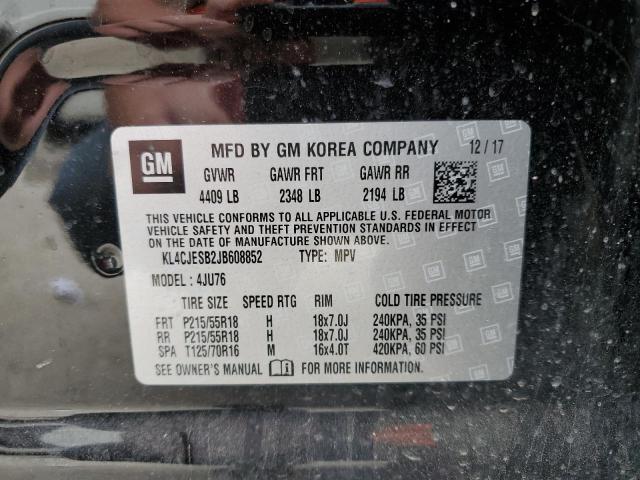 GM
MFD BY GM KOREA COMPANY 12/17
GVWR GAWR FRT GAWR RR
4409 LB 2348 LB 2194 LB
THIS VEHICLE CONFORMS TO ALL APPLICABLE U.S. FEDERAL MOTOR
VEHICLE SAFETY AND THEFT PREVENTION STANDARDS IN EFFECT
ON THE DATE OF MANUFACTURE SHOWN ABOVE.
KL4CJESB2JB608852 TYPE: MPV
MODEL: 4JU76
TIRE SIZE SPEED RTG RIM COLD TIRE PRESSURE
FRT P215/55R18 H 18x7.0J 240KPA, 35 PSI
RR P215/55R18 H 18x7.0J 240KPA, 35 PSI
SPA T125/70R16 M 16x4.0T 420KPA, 60 PSI
SEE OWNER'S MANUAL FOR MORE INFORMATION.